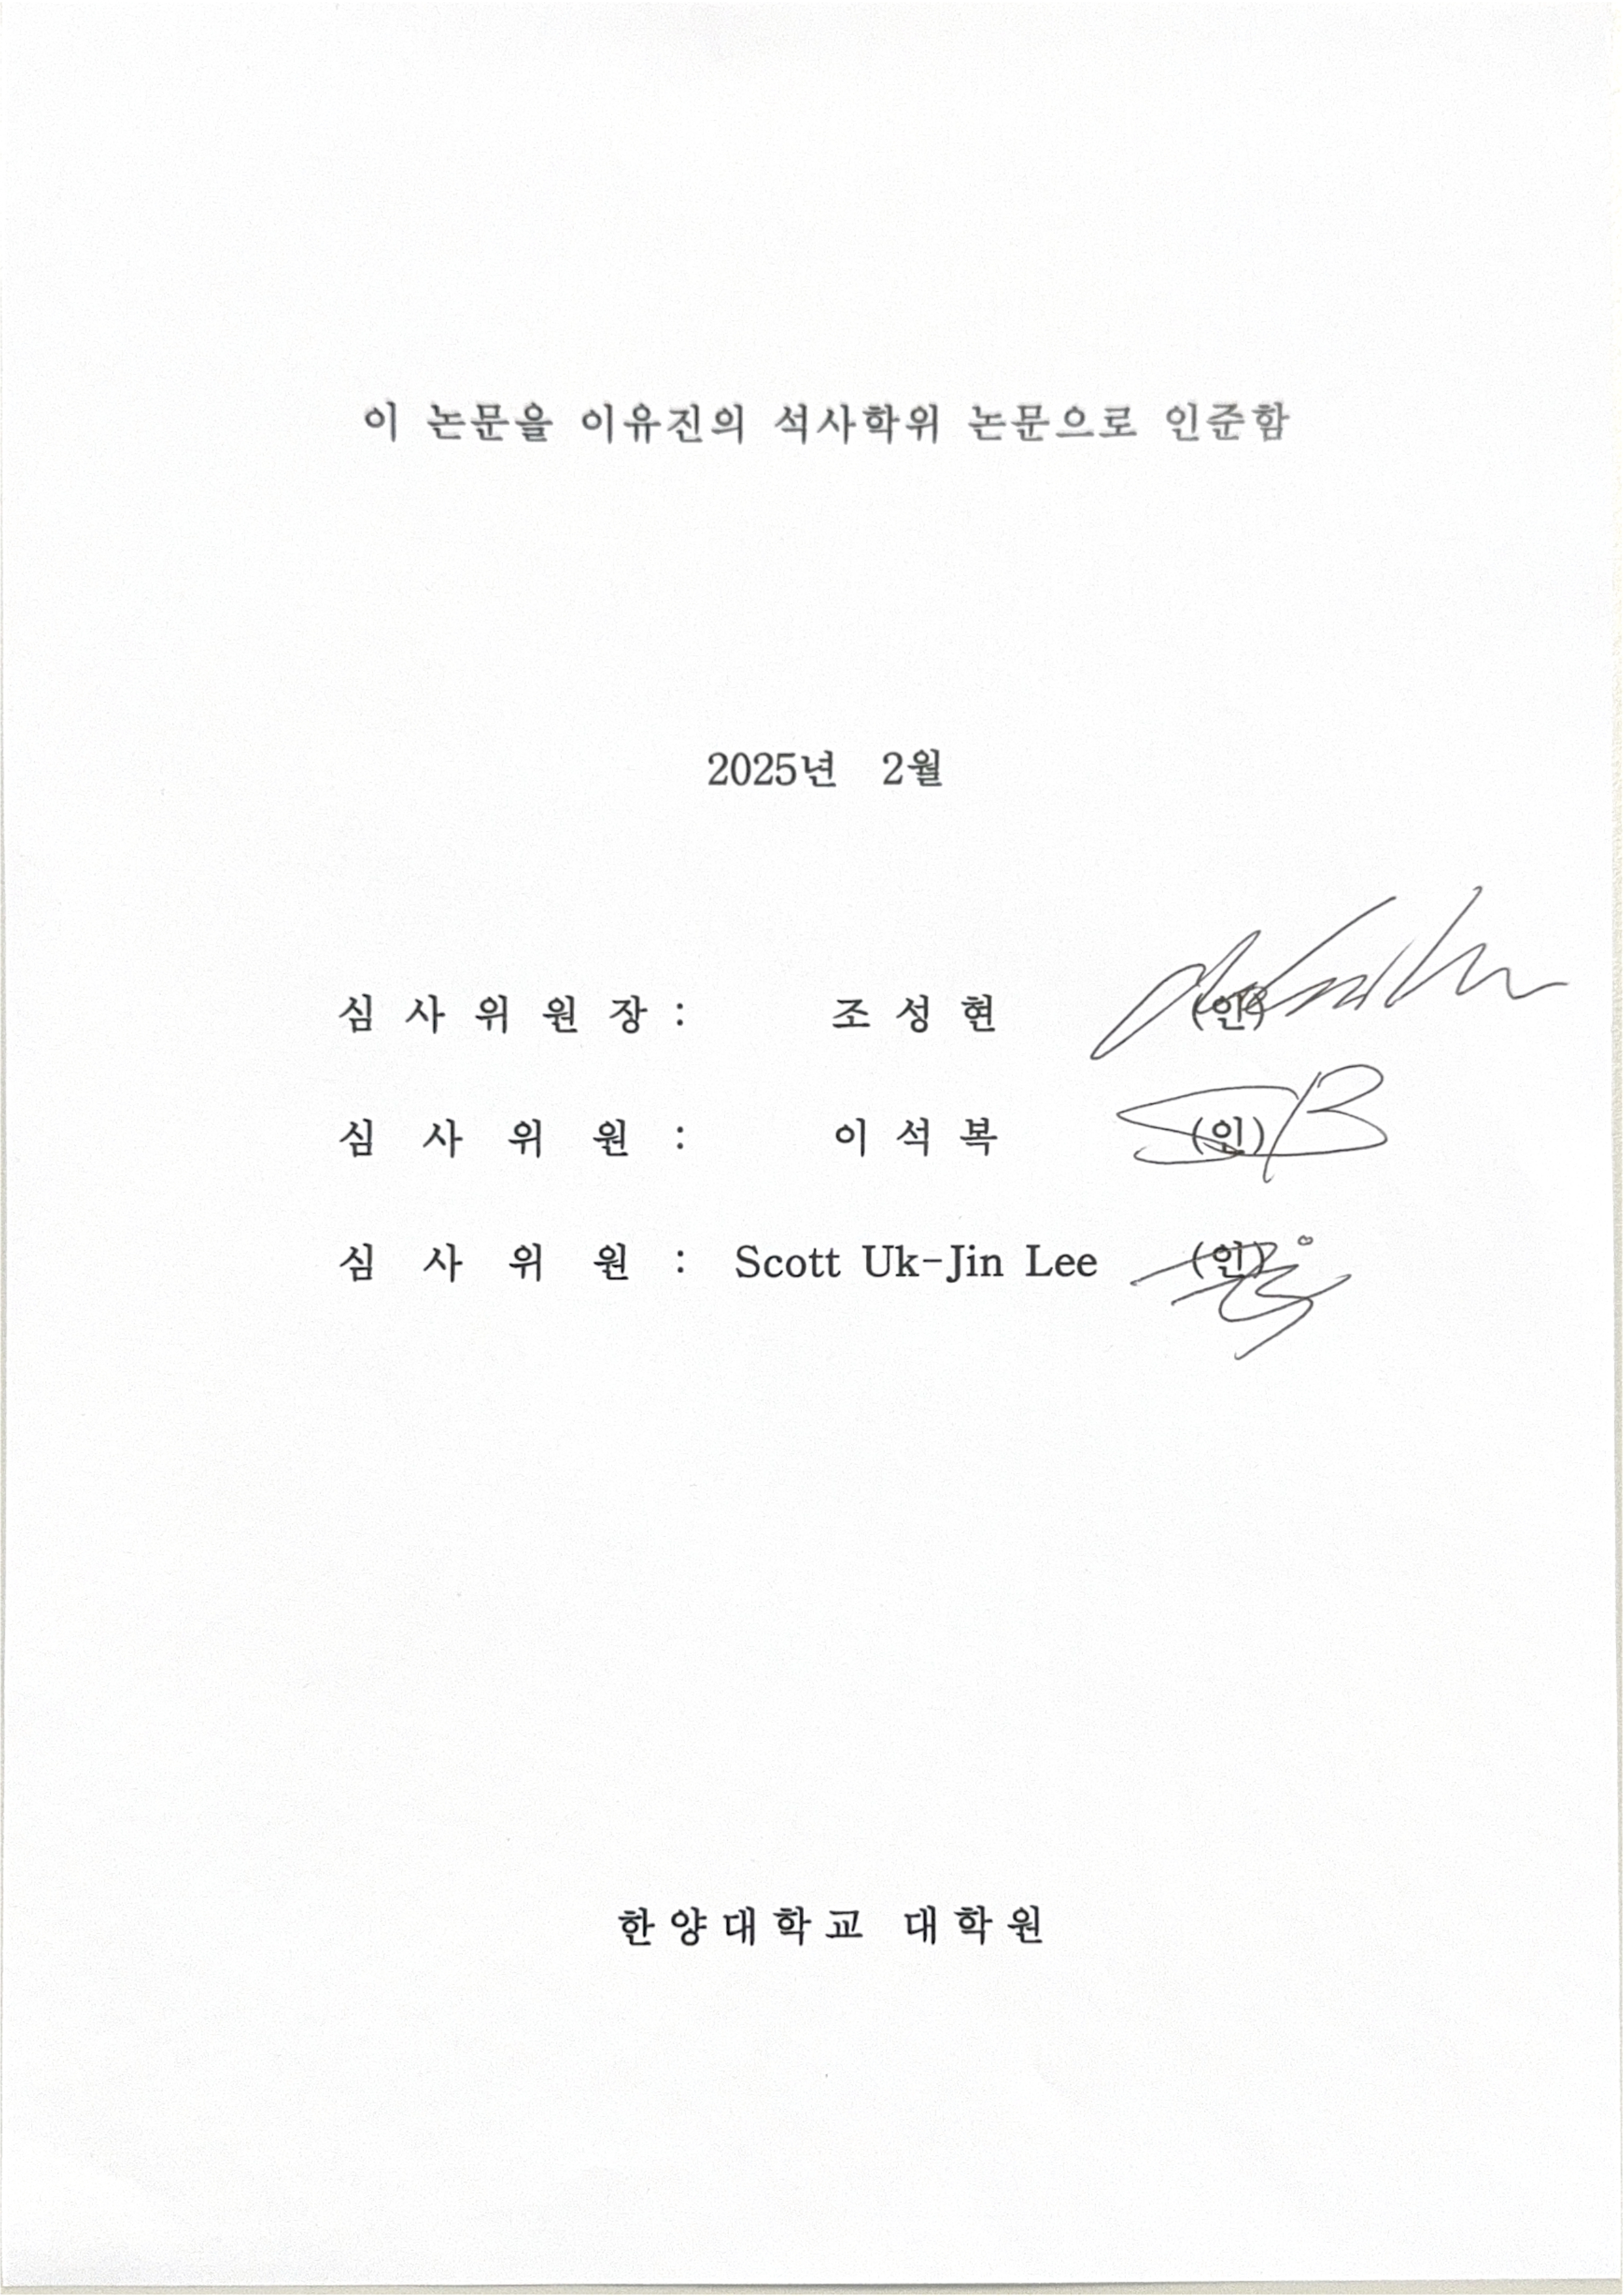 이 논문을 이유진의 석사학위 논문으로 인준함
2025년 2월
심 사 위 원 장 : 조 성 현 (인)
심 사 위 원 : 이 석 복 (인)
심 사 위 원 : Scott Uk-Jin Lee (인)
한양대학교 대학원